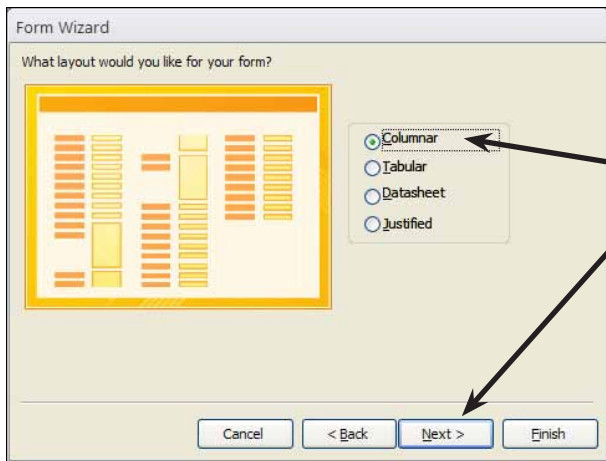 Form Wizard
What layout would you like for your form?
Columnar
Tabular
Datasheet
Justified
Cancel
< Back
Next >
Finish